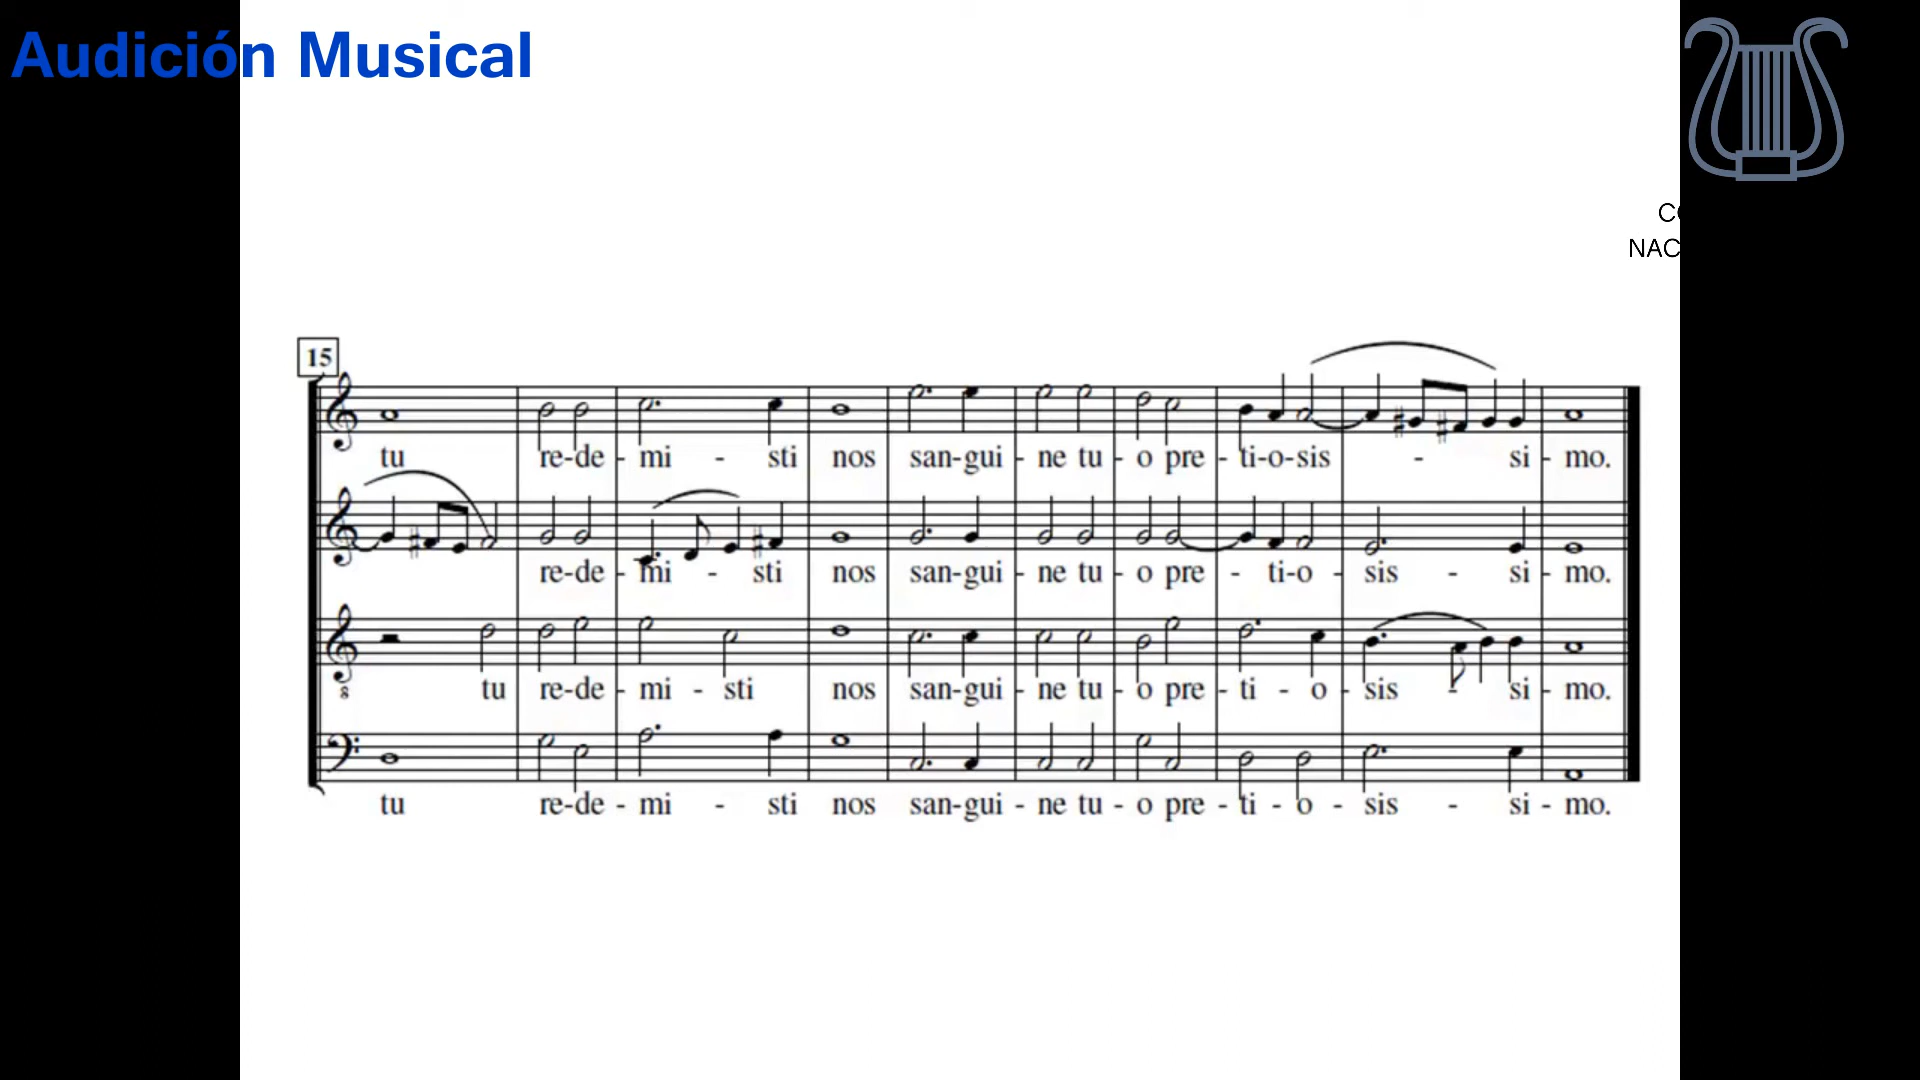 Audición Musical
NAC
15
tu re-de - mi - sti nos san-gui - ne tu - o pre - ti-o-sis - si - mo.
re-de - mi - sti nos san-gui - ne tu - o pre - ti-o - sis - si - mo.
8
tu re-de - mi - sti nos san-gui - ne tu - o pre - ti - o - sis - si - mo.
tu re-de - mi - sti nos san-gui - ne tu - o pre - ti - o - sis - si - mo.